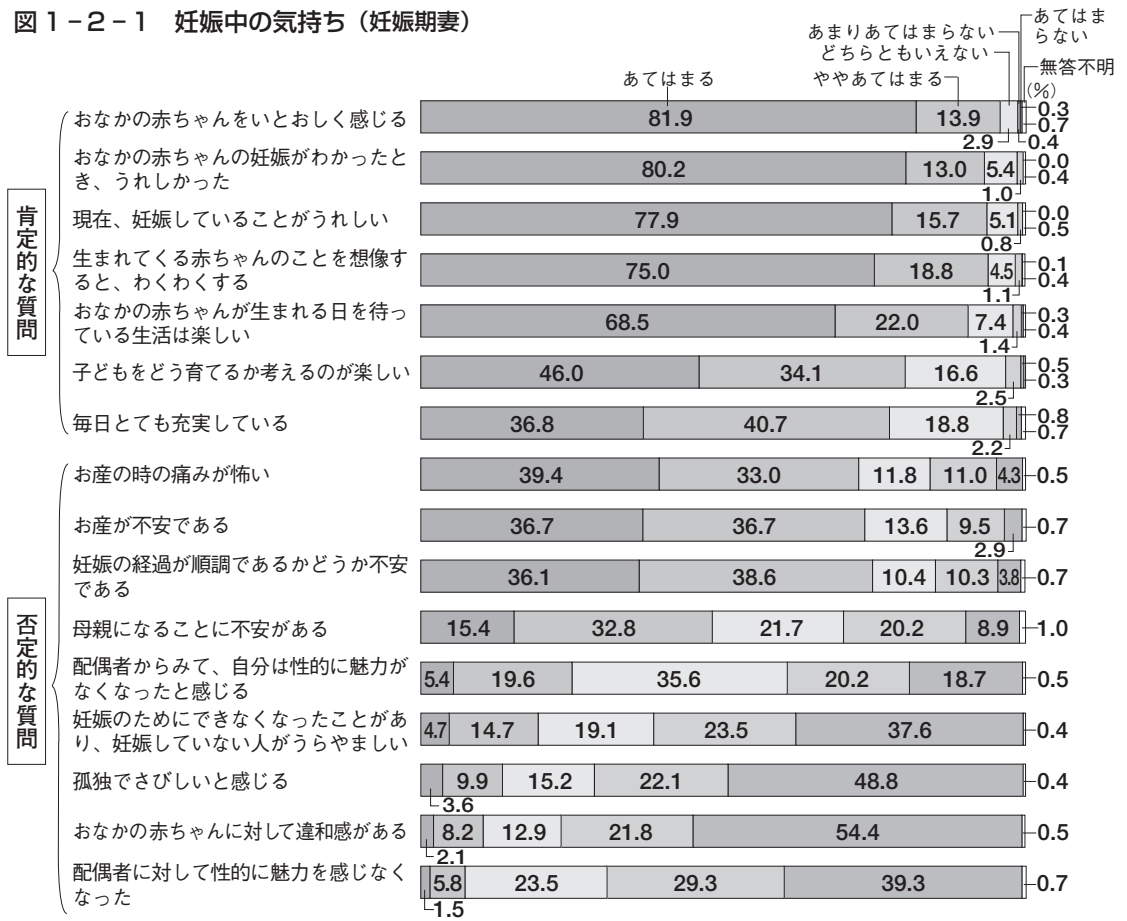 図1-2-1 妊娠中の気持ち（妊娠期妻）
あてはまる
ややあてはまる
どちらともいえない
あまりあてはまらない
あてはま
らない
無答不明
(%)
肯定的な質問
おなかの赤ちゃんをいとおしく感じる
81.9 13.9 2.9 0.4 0.3 0.7
おなかの赤ちゃんの妊娠がわかったと
き、うれしかった
80.2 13.0 5.4 1.0 0.0 0.4
現在、妊娠していることがうれしい
77.9 15.7 5.1 0.8 0.0 0.5
生まれてくる赤ちゃんのことを想像す
ると、わくわくする
75.0 18.8 4.5 1.1 0.1 0.4
おなかの赤ちゃんが生まれる日を待っ
ている生活は楽しい
68.5 22.0 7.4 1.4 0.3 0.4
子どもをどう育てるか考えるのが楽しい
46.0 34.1 16.6 2.5 0.5 0.3
毎日とても充実している
36.8 40.7 18.8 2.2 0.8 0.7
否定的な質問
お産の時の痛みが怖い
39.4 33.0 11.8 11.0 4.3 0.5
お産が不安である
36.7 36.7 13.6 9.5 2.9 0.7
妊娠の経過が順調であるかどうか不安
である
36.1 38.6 10.4 10.3 3.8 0.7
母親になることに不安がある
15.4 32.8 21.7 20.2 8.9 1.0
配偶者からみて、自分は性的に魅力が
なくなったと感じる
5.4 19.6 35.6 20.2 18.7 0.5
妊娠のためにできなくなったことがあ
り、妊娠していない人がうらやましい
4.7 14.7 19.1 23.5 37.6 0.4
孤独でさびしいと感じる
3.6 9.9 15.2 22.1 48.8 0.4
おなかの赤ちゃんに対して違和感がある
2.1 8.2 12.9 21.8 54.4 0.5
配偶者に対して性的に魅力を感じなく
なった
1.5 5.8 23.5 29.3 39.3 0.7